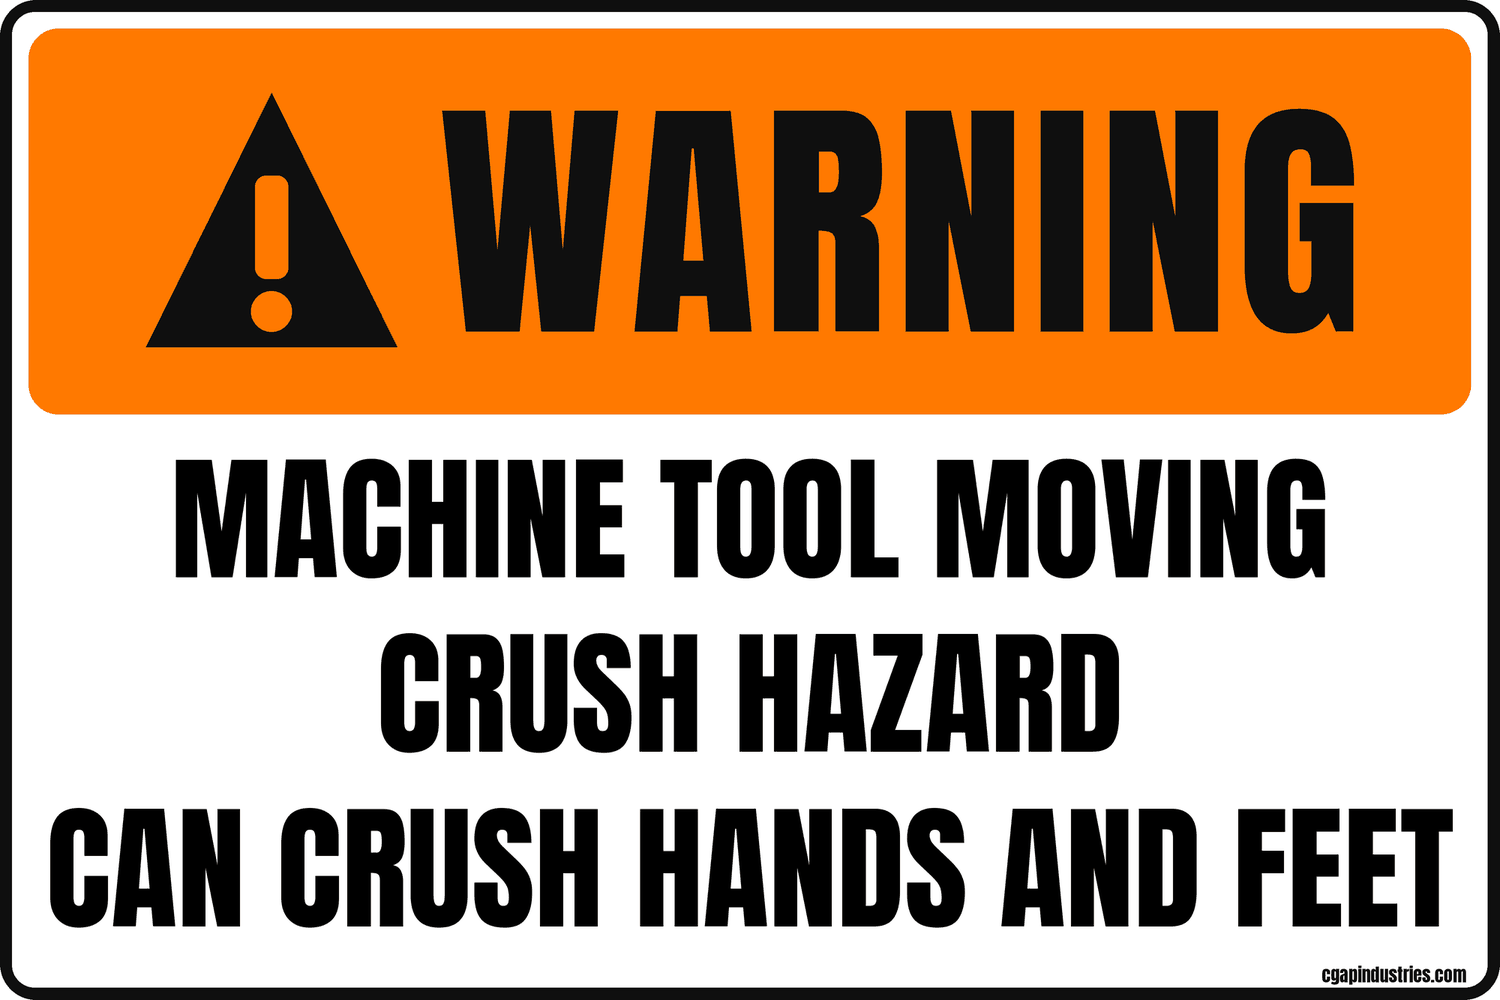 WARNING
MACHINE TOOL MOVING
CRUSH HAZARD
CAN CRUSH HANDS AND FEET
cgapindustries.com